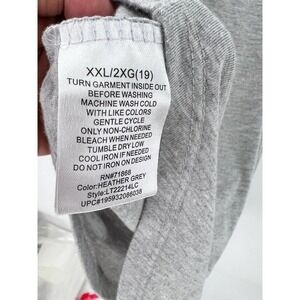 XXL/2XG(19)
TURN GARMENT INSIDE OUT
BEFORE WASHING
MACHINE WASH COLD
WITH LIKE COLORS
GENTLE CYCLE
ONLY NON-CHLORINE
BLEACH WHEN NEEDED
TUMBLE DRY LOW
COOL IRON IF NEEDED
DO NOT IRON ON DESIGN
RN#71868
Color:HEATHER GREY
Style:LT22214LC
UPC#195932086038